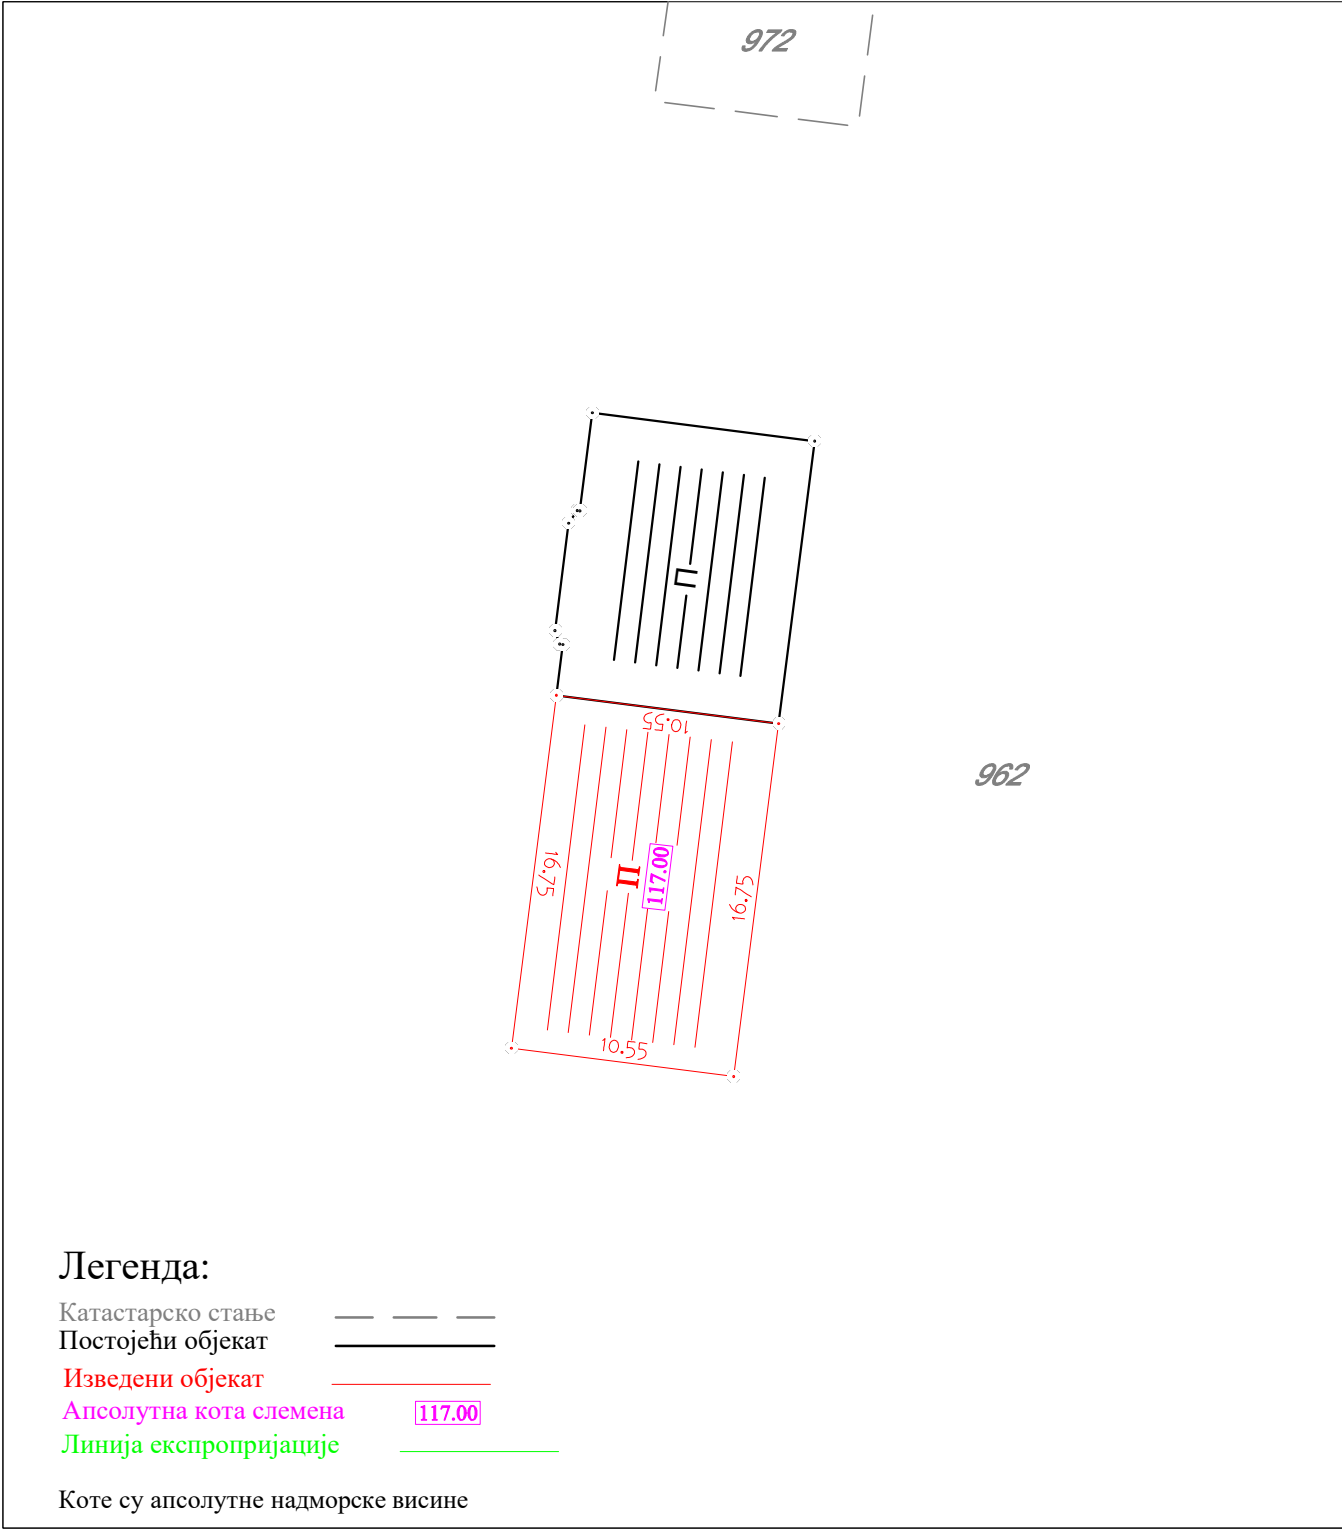 972
П
10.55
962
16.75
П
117.00
16.75
10.55
Легенда:
Катастарско стање
Постојећи објекат
Изведени објекат
Апсолутна кота слемена 117.00
Линија експропријације
Коте су апсолутне надморске висине